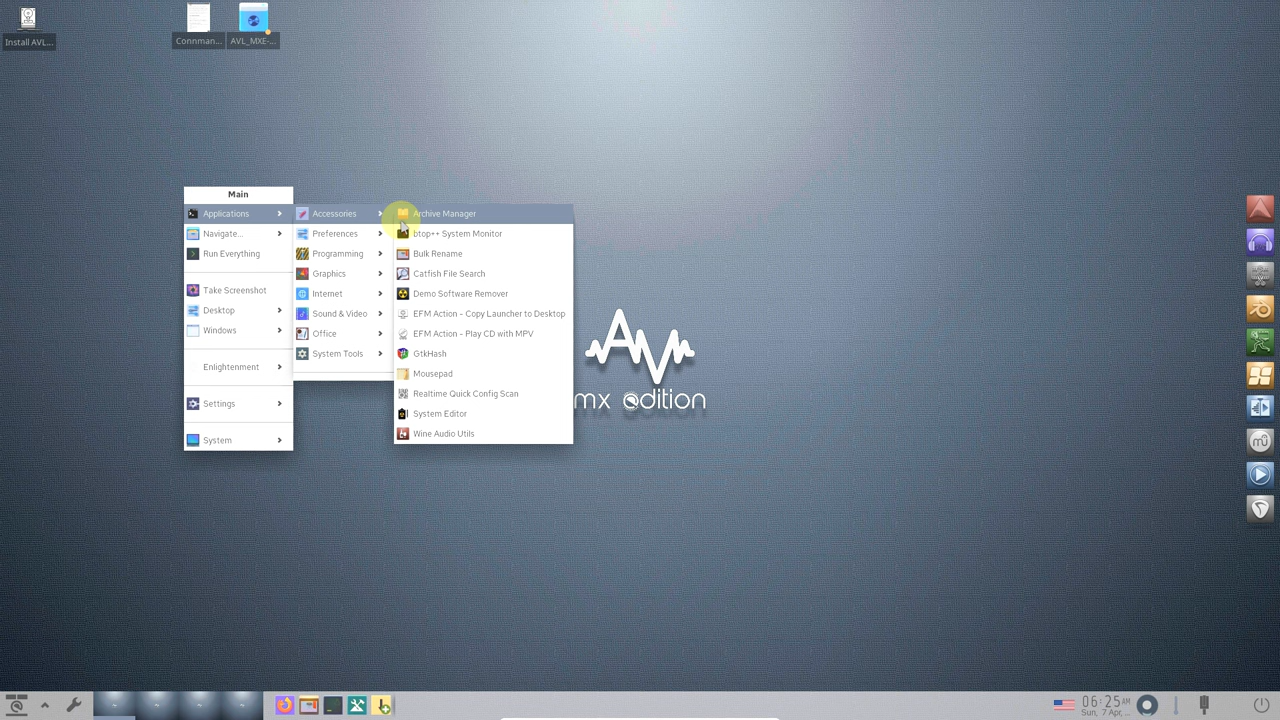 Install AVL...
Connman...
AVL_MXE-...
Main
Applications
Navigate...
Run Everything
Take Screenshot
Desktop
Windows
Enlightenment
Settings
System
Accessories
Preferences
Programming
Graphics
Internet
Sound & Video
Office
System Tools
Archive Manager
btop++ System Monitor
Bulk Rename
Catfish File Search
Demo Software Remover
EFM Action - Copy Launcher to Desktop
EFM Action - Play CD with MPV
GtkHash
Mousepad
Realtime Quick Config Scan
System Editor
Wine Audio Utils
mx edition
06:25 AM
Sun, 7 Apr, ...